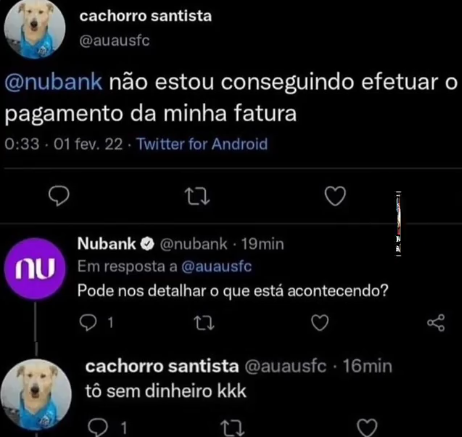 cachorro santista
@auausfc
@nubank não estou conseguindo efetuar o
pagamento da minha fatura
0:33 · 01 fev. 22 · Twitter for Android
Nubank @nubank · 19min
nu
Em resposta a @auausfc
Pode nos detalhar o que está acontecendo?
1
cachorro santista @auausfc · 16min
tô sem dinheiro kkk
1